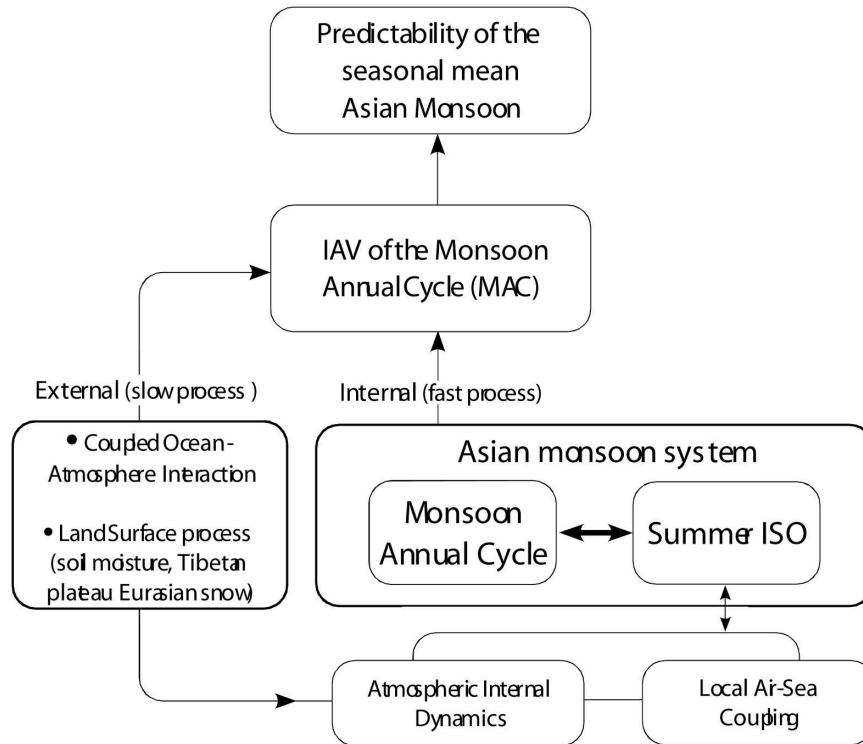 Predictability of the
seasonal mean
Asian Monsoon
IAV of the Monsoon
Annual Cycle (MAC)
External (slow process )
Internal (fast process)
• Coupled Ocean-
Atmosphere Interaction
• Land Surface process
(soil moisture, Tibetan
plateau Eurasian snow)
Asian monsoon system
Monsoon
Annual Cycle
Summer ISO
Atmospheric Internal
Dynamics
Local Air-Sea
Coupling